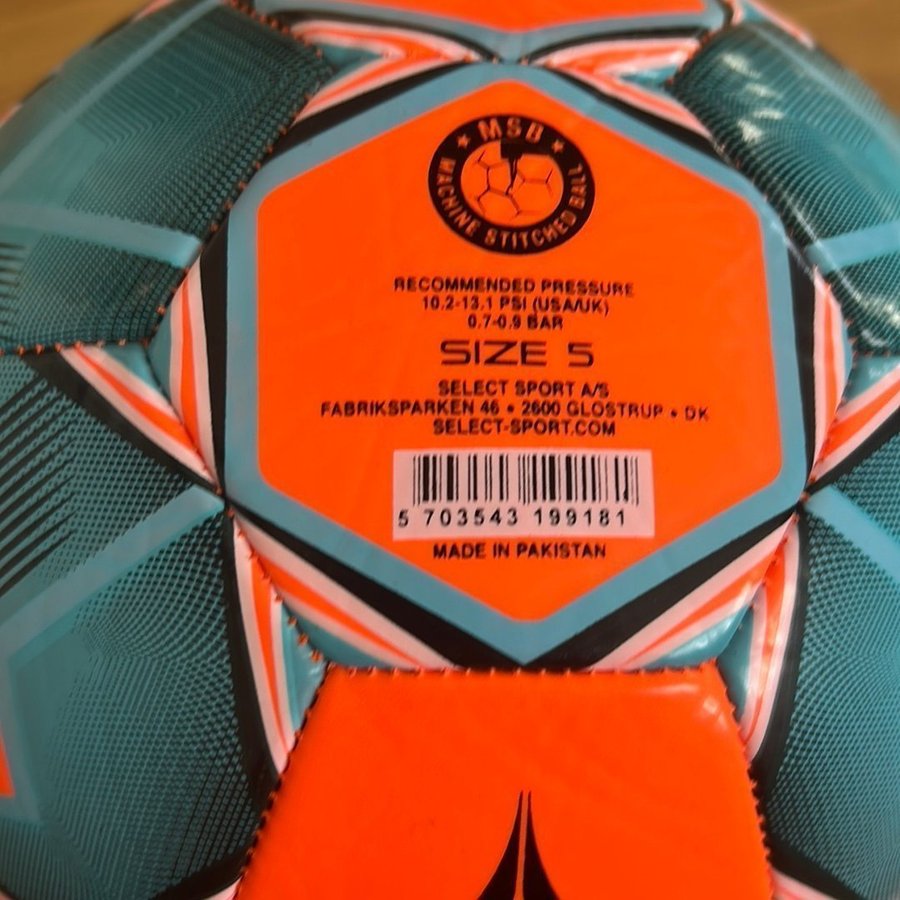 MSB
MACHINE STITCHED BALL
RECOMMENDED PRESSURE
10.2-13.1 PSI (USA/UK)
0.7-0.9 BAR
SIZE 5
SELECT SPORT A/S
FABRIKSPARKEN 46 • 2600 GLOSTRUP • DK
SELECT-SPORT.COM
5 703543 199181
MADE IN PAKISTAN